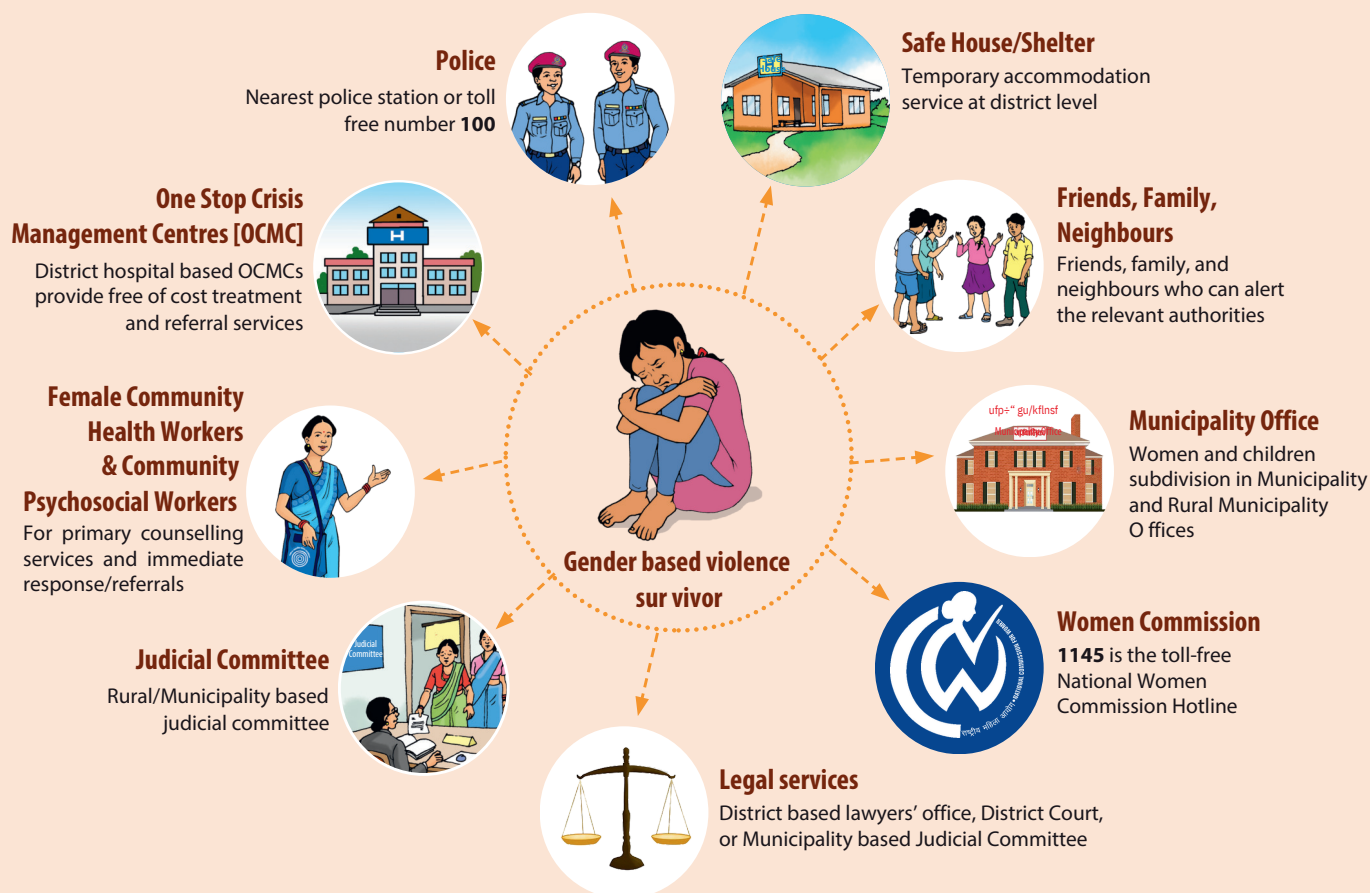 Police
Nearest police station or toll
free number 100
Safe House/Shelter
Temporary accommodation
service at district level
One Stop Crisis
Management Centres [OCMC]
District hospital based OCMCs
provide free of cost treatment
and referral services
H
Friends, Family,
Neighbours
Friends, family, and
neighbours who can alert
the relevant authorities
Female Community
Health Workers
& Community
Psychosocial Workers
For primary counselling
services and immediate
response/referrals
ufp÷“ gu/kflnsf
Municipality Office
Women and children
subdivision in Municipality
and Rural Municipality
O ffices
Gender based violence
sur vivor
Judicial Committee
Rural/Municipality based
judicial committee
Judicial
Committee
Women Commission
1145 is the toll-free
National Women
Commission Hotline
राष्ट्रिय महिला आयोग • NATIONAL COMMISSION FOR WOMEN
Legal services
District based lawyers’ office, District Court,
or Municipality based Judicial Committee